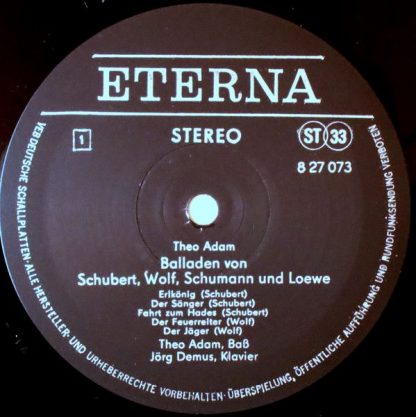 ETERNA
1
STEREO
ST 33
8 27 073
Theo Adam
Balladen von
Schubert, Wolf, Schumann und Loewe
Erlkönig (Schubert)
Der Sänger (Schubert)
Fahrt zum Hades (Schubert)
Der Feuerreiter (Wolf)
Der Jäger (Wolf)
Theo Adam, Baß
Jörg Demus, Klavier
VEB DEUTSCHE SCHALLPLATTEN · ALLE HERSTELLER- UND URHEBERRECHTE VORBEHALTEN · ÜBERSPIELUNG, ÖFFENTLICHE AUFFÜHRUNG UND RUNDFUNKSENDUNG VERBOTEN